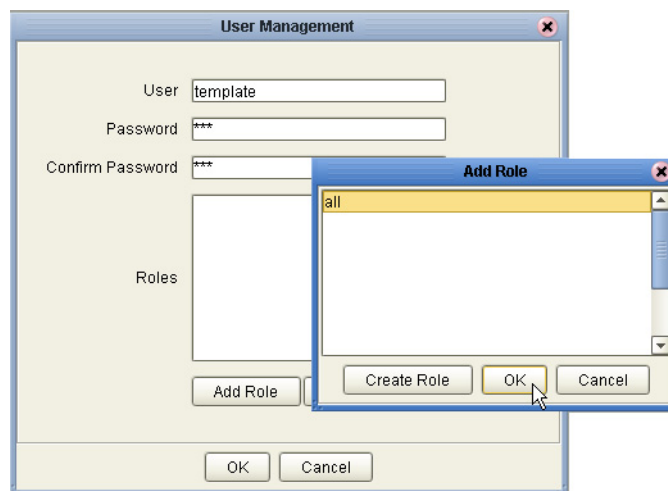 User Management
User template
Password ***
Confirm Password ***
Add Role
all
Roles
Create Role OK Cancel
Add Role
OK Cancel